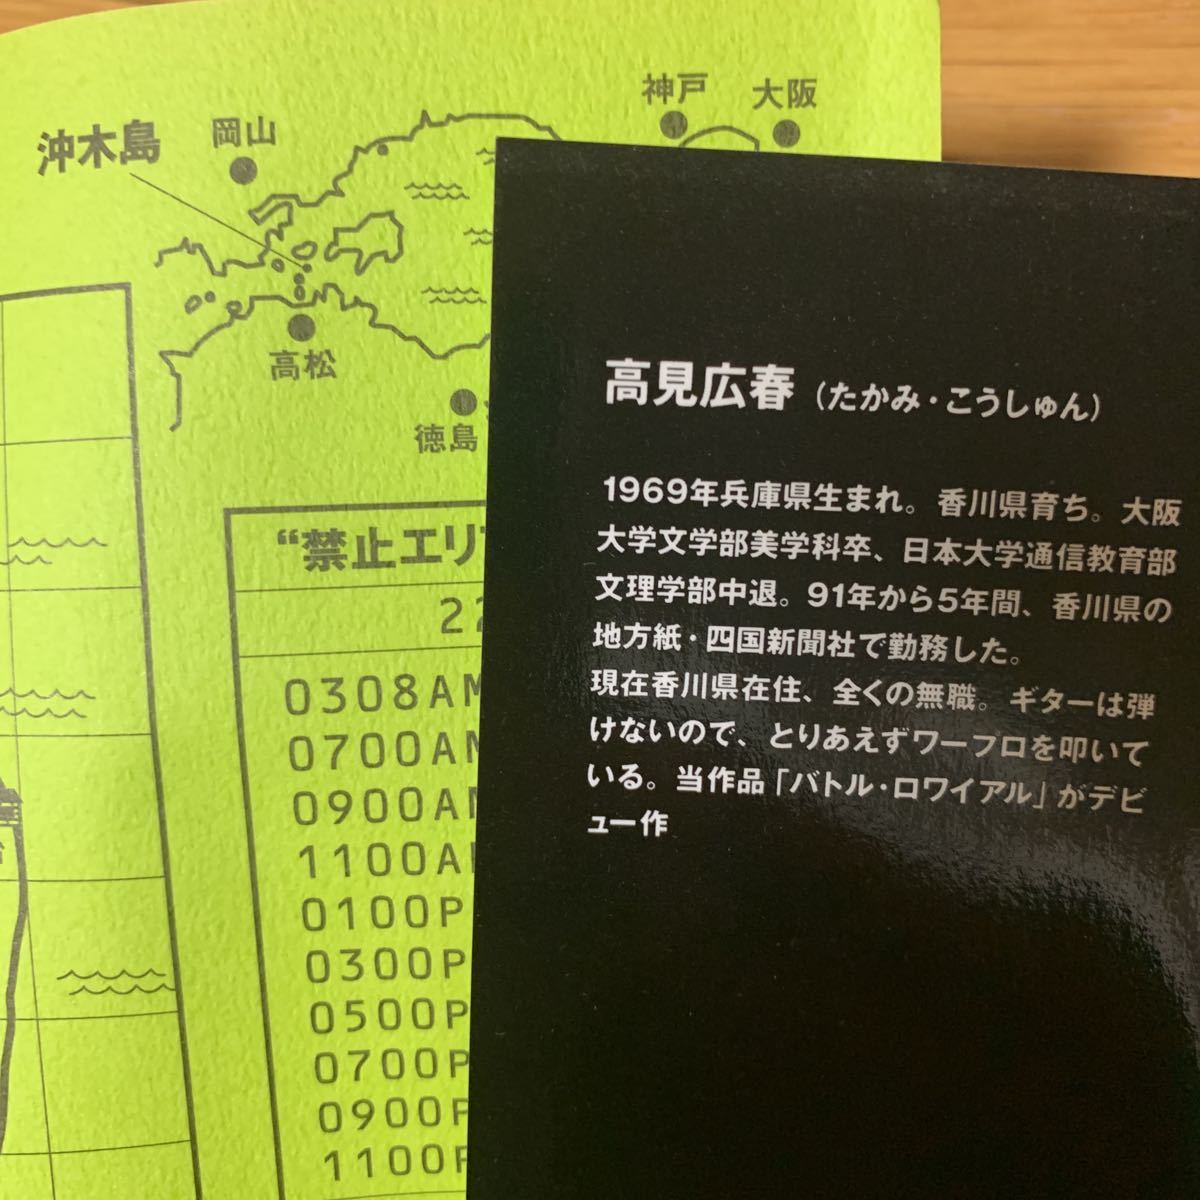 神戸
大阪
岡山
沖木島
高松
徳島
“禁止エリ
22
0308AM
0700AM
0900AM
1100AM
0100P
0300P
0500P
0700P
0900P
1100P
高見広春（たかみ・こうしゅん）
1969年兵庫県生まれ。香川県育ち。大阪
大学文学部美学科卒、日本大学通信教育部
文理学部中退。91年から5年間、香川県の
地方紙・四国新聞社で勤務した。
現在香川県在住、全くの無職。ギターは弾
けないので、とりあえずワープロを叩いて
いる。当作品「バトル・ロワイアル」がデビ
ュー作